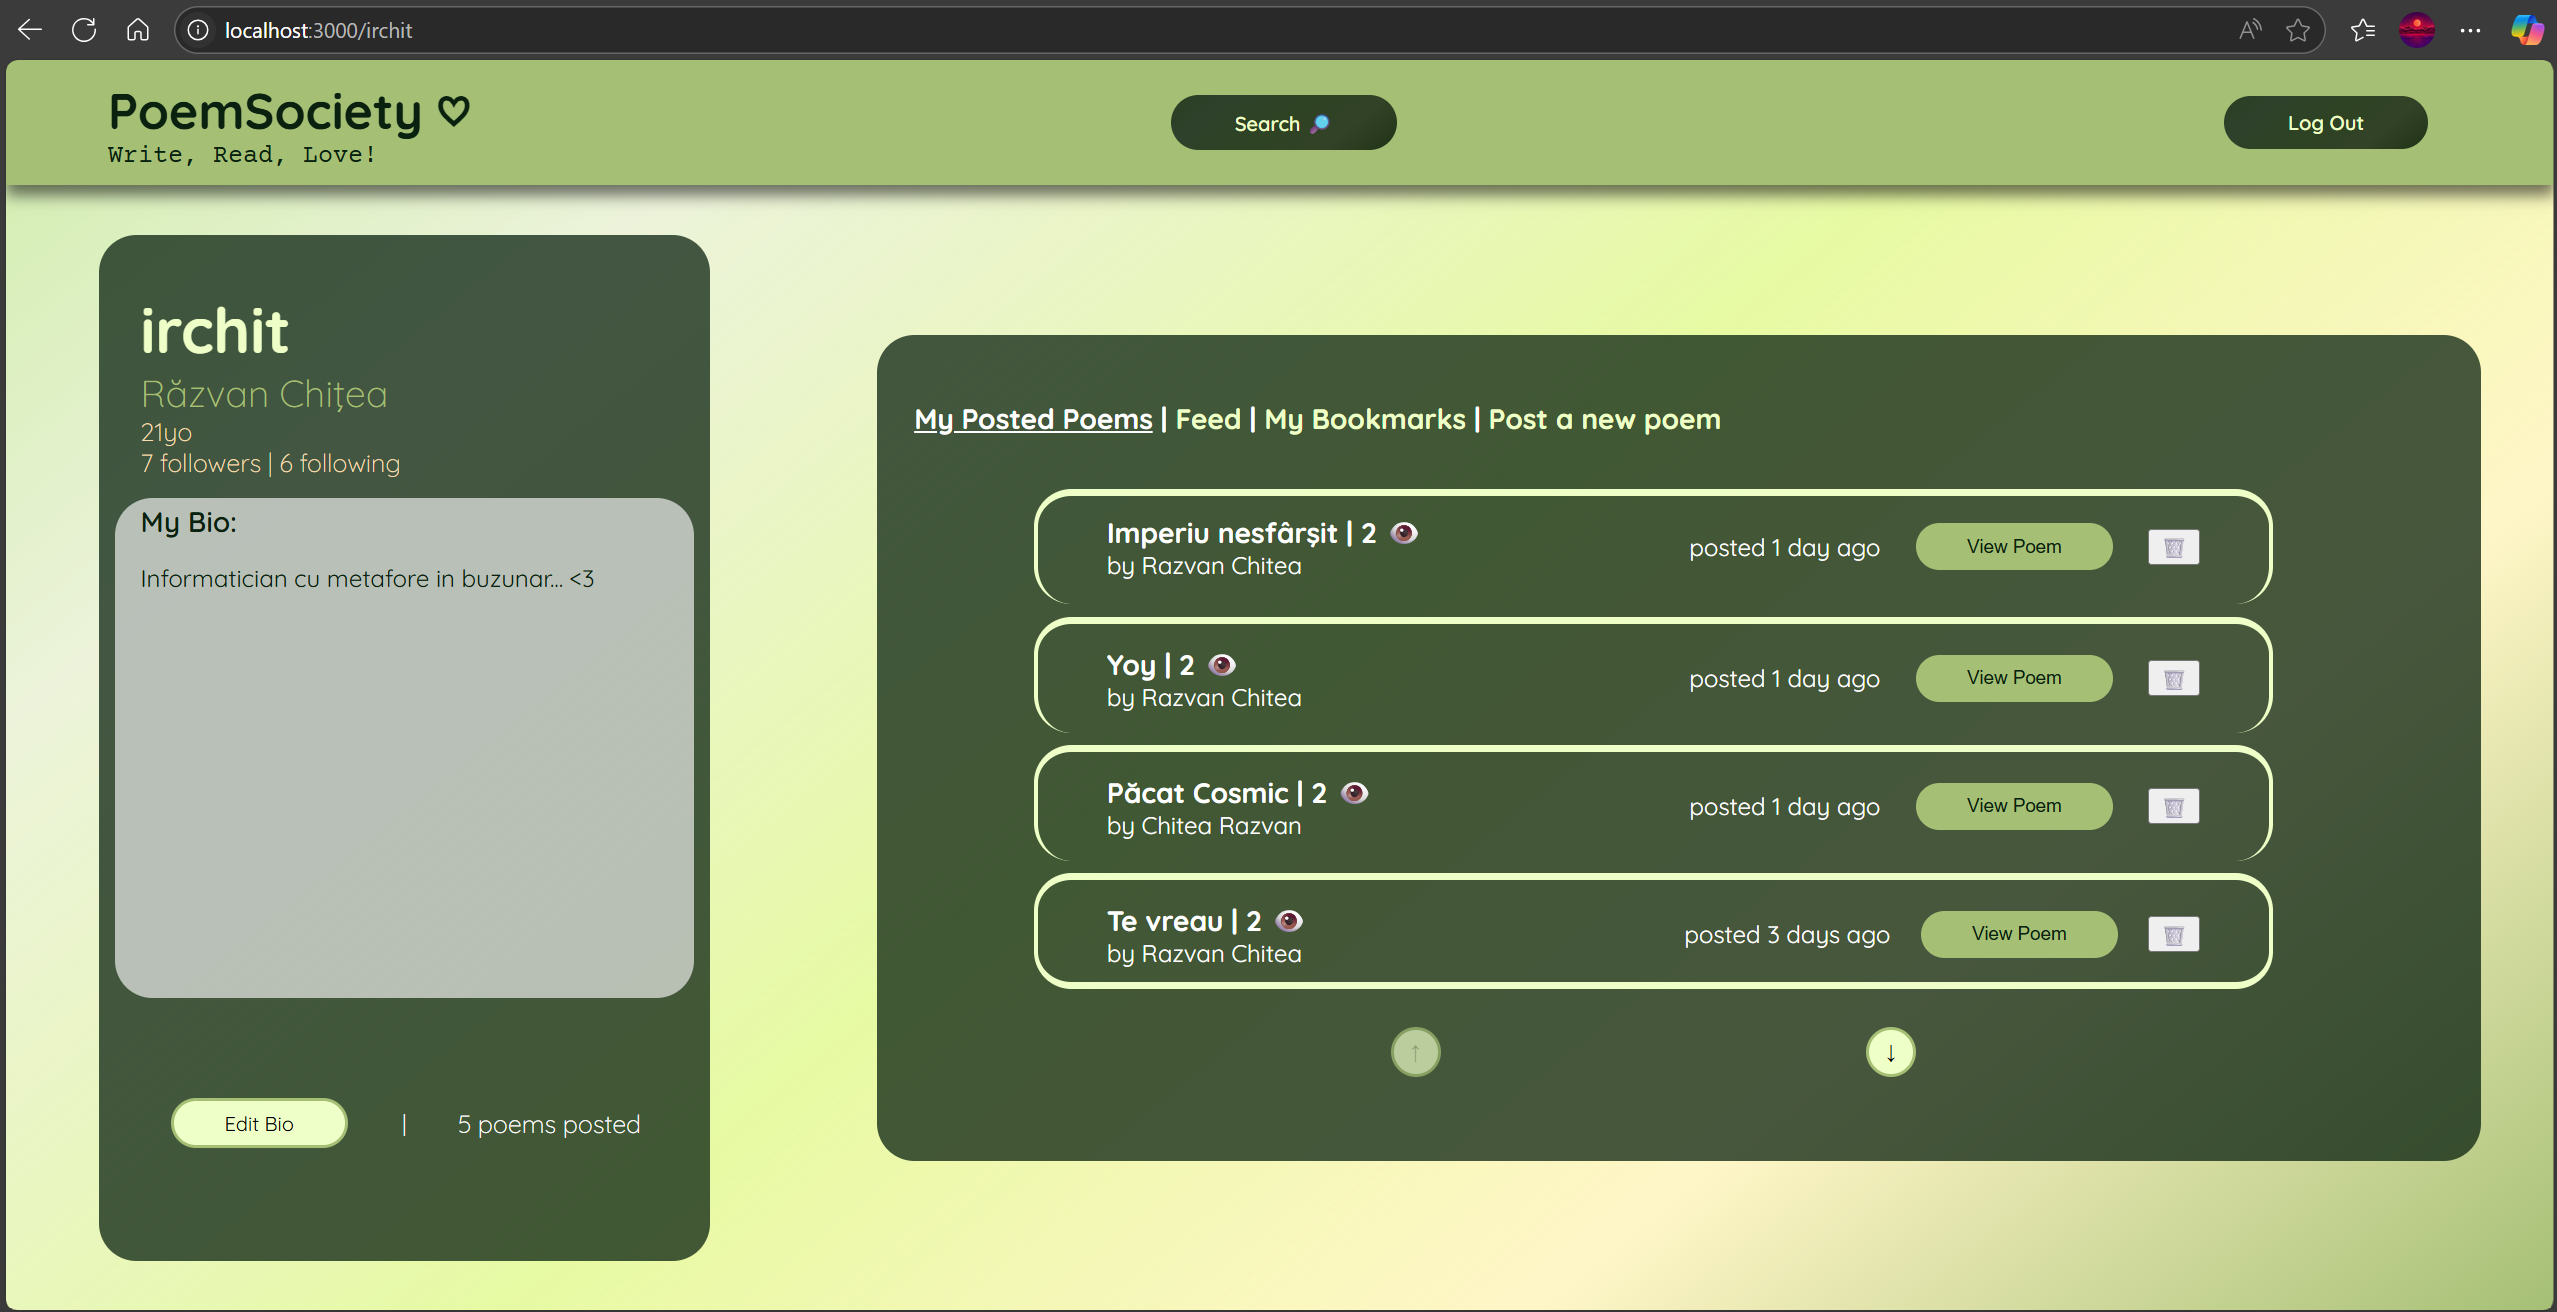 localhost:3000/irchit
PoemSociety ♡
Write, Read, Love!
Search 🔎
Log Out
irchit
Răzvan Chițea
21yo
7 followers | 6 following
My Bio:
Informatician cu metafore in buzunar... <3
Edit Bio | 5 poems posted
My Posted Poems | Feed | My Bookmarks | Post a new poem
Imperiu nesfârșit | 2 👁️
by Razvan Chitea
posted 1 day ago
View Poem
Yoy | 2 👁️
by Razvan Chitea
posted 1 day ago
View Poem
Păcat Cosmic | 2 👁️
by Chitea Razvan
posted 1 day ago
View Poem
Te vreau | 2 👁️
by Razvan Chitea
posted 3 days ago
View Poem
↑ ↓